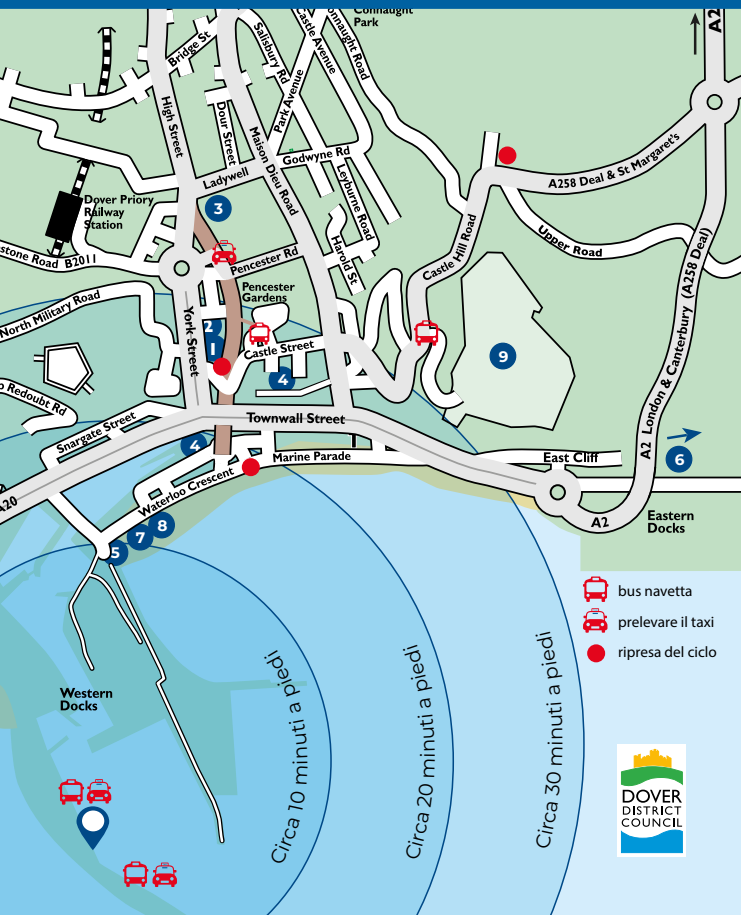 Connaught
Park
A2
Bridge St
Salisbury Rd
Castle Avenue
Connaught Road
High Street
Dour Street
Park Avenue
Maison Dieu Road
Godwyne Rd
A258 Deal & St Margaret's
Ladywell
Leyburne Road
Dover Priory
Railway
Station
3
Castle Hill Road
Upper Road
stone Road B2011
Pencester Rd
Harold St
Pencester
Gardens
North Military Road
York Street
2
1
Castle Street
9
4
o Redoubt Rd
A2 London & Canterbury (A258 Deal)
Snargate Street
Townwall Street
4
Marine Parade
East Cliff
6
A20
Waterloo Crescent
A2
Eastern
Docks
8
7
5
bus navetta
prelevare il taxi
ripresa del ciclo
Western
Docks
Circa 10 minuti a piedi
Circa 20 minuti a piedi
Circa 30 minuti a piedi
DOVER
DISTRICT
COUNCIL